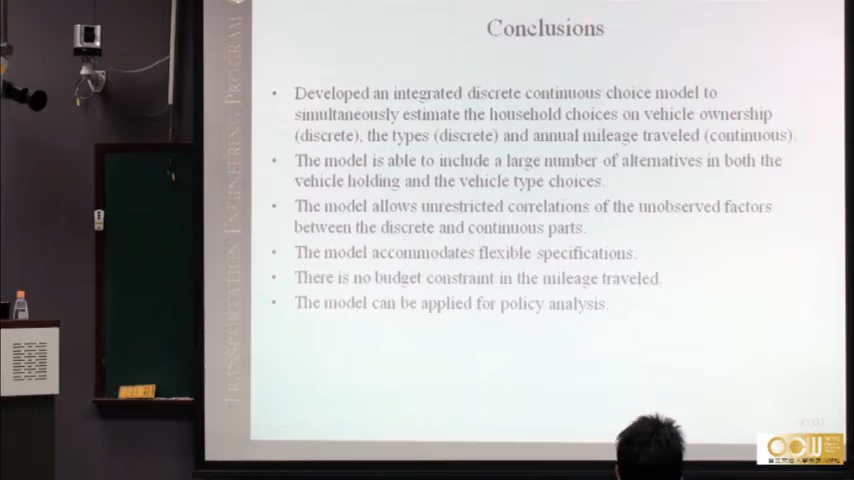 Conclusions
• Developed an integrated discrete continuous choice model to
simultaneously estimate the household choices on vehicle ownership
(discrete), the types (discrete) and annual mileage traveled (continuous).
• The model is able to include a large number of alternatives in both the
vehicle holding and the vehicle type choices.
• The model allows unrestricted correlations of the unobserved factors
between the discrete and continuous parts.
• The model accommodates flexible specifications.
• There is no budget constraint in the mileage traveled.
• The model can be applied for policy analysis.
TRANSPORTATION ENGINEERING PROGRAM
OCW